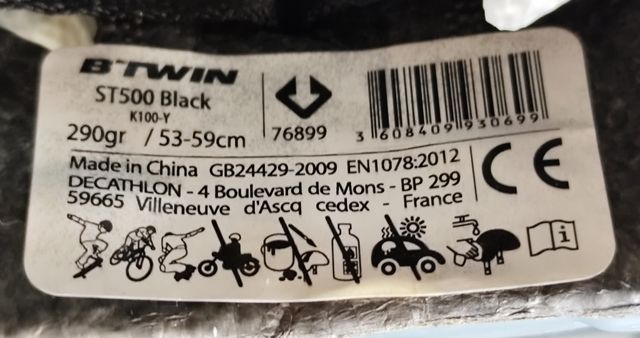 B'TWIN
ST500 Black
K100-Y
290gr / 53-59cm
76899
3 608409 930699
Made in China GB24429-2009 EN1078:2012
DECATHLON - 4 Boulevard de Mons - BP 299
59665 Villeneuve d'Ascq cedex - France
CE
i